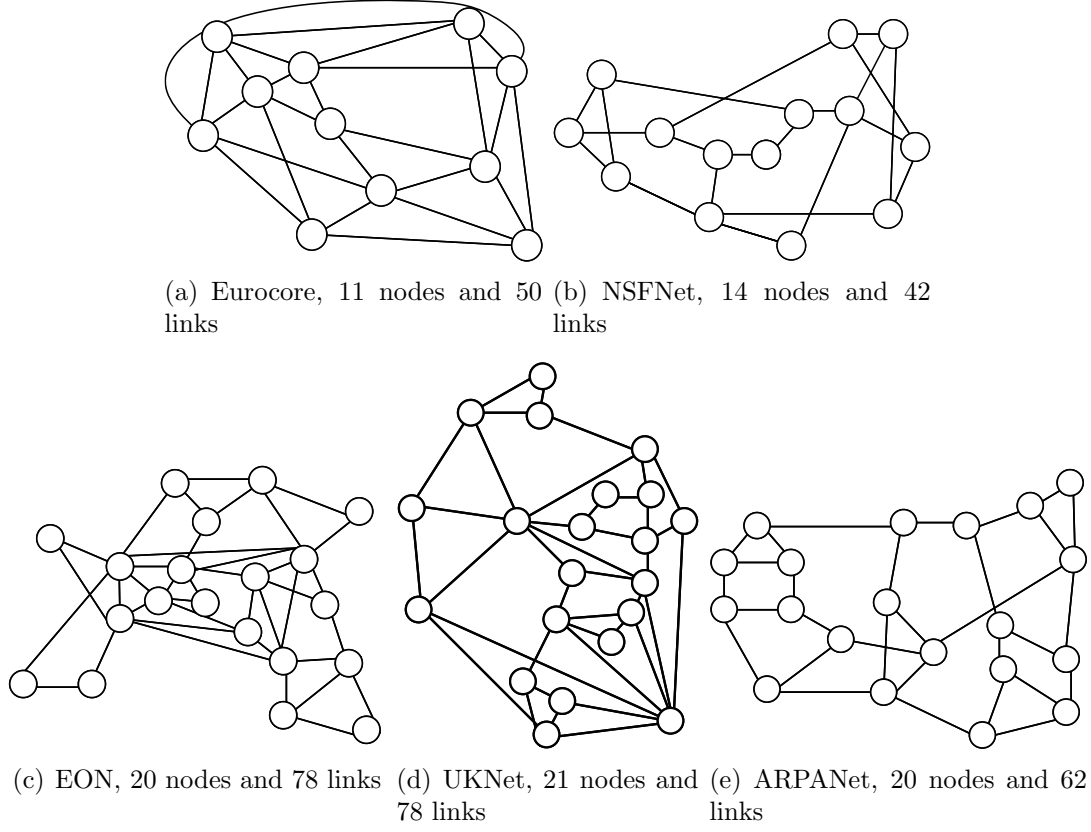 (a) Eurocore, 11 nodes and 50 links
(b) NSFNet, 14 nodes and 42 links
(c) EON, 20 nodes and 78 links
(d) UKNet, 21 nodes and 78 links
(e) ARPANet, 20 nodes and 62 links